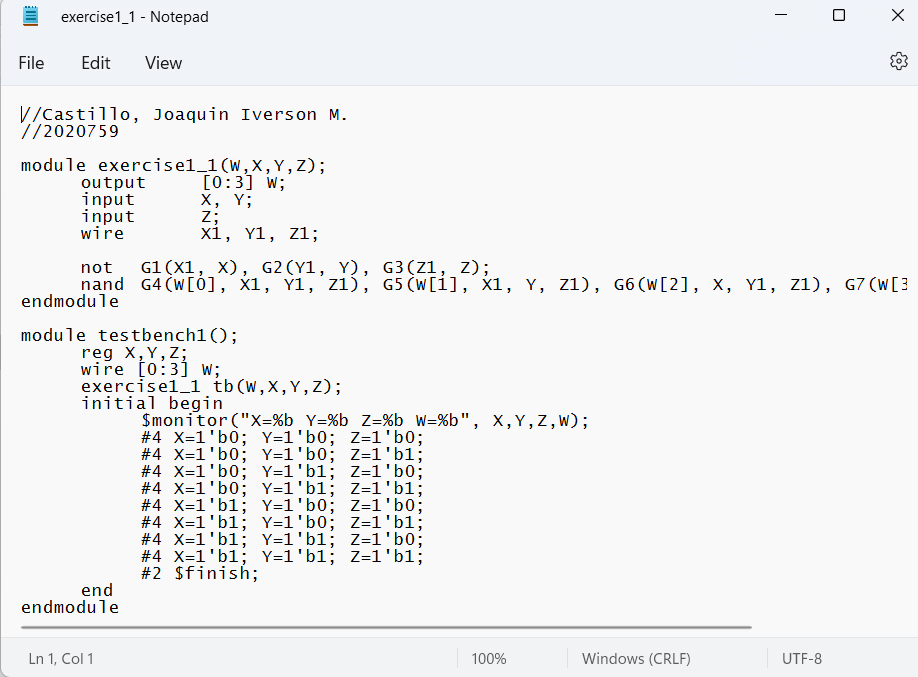 exercise1_1 - Notepad
File Edit View
//Castillo, Joaquin Iverson M.
//2020759
module exercise1_1(W,X,Y,Z);
output [0:3] W;
input X, Y;
input Z;
wire X1, Y1, Z1;
not G1(X1, X), G2(Y1, Y), G3(Z1, Z);
nand G4(W[0], X1, Y1, Z1), G5(W[1], X1, Y, Z1), G6(W[2], X, Y1, Z1), G7(W[3
endmodule
module testbench1();
reg X,Y,Z;
wire [0:3] W;
exercise1_1 tb(W,X,Y,Z);
initial begin
$monitor("X=%b Y=%b Z=%b W=%b", X,Y,Z,W);
#4 X=1'b0; Y=1'b0; Z=1'b0;
#4 X=1'b0; Y=1'b0; Z=1'b1;
#4 X=1'b0; Y=1'b1; Z=1'b0;
#4 X=1'b0; Y=1'b1; Z=1'b1;
#4 X=1'b1; Y=1'b0; Z=1'b0;
#4 X=1'b1; Y=1'b0; Z=1'b1;
#4 X=1'b1; Y=1'b1; Z=1'b0;
#4 X=1'b1; Y=1'b1; Z=1'b1;
#2 $finish;
end
endmodule
Ln 1, Col 1 100% Windows (CRLF) UTF-8